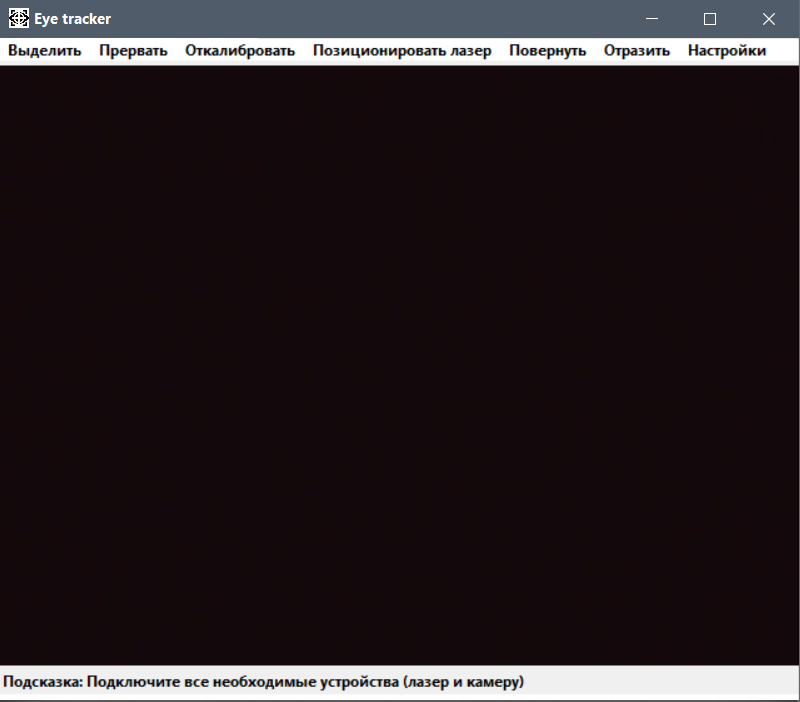 Eye tracker
Выделить Прервать Откалибровать Позиционировать лазер Повернуть Отразить Настройки
Подсказка: Подключите все необходимые устройства (лазер и камеру)